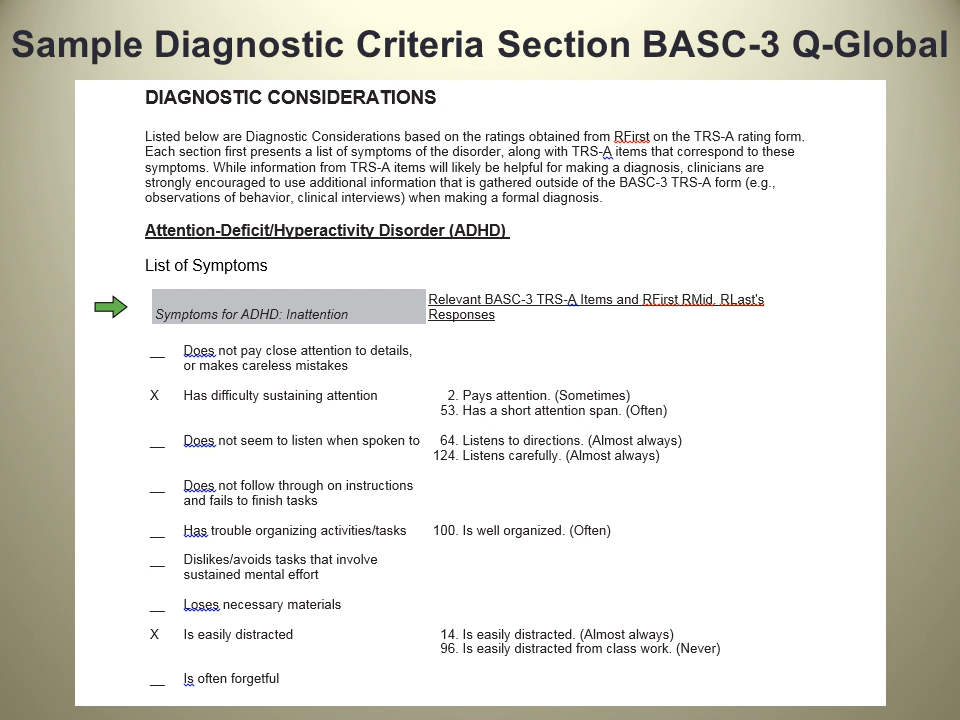 Sample Diagnostic Criteria Section BASC-3 Q-Global
DIAGNOSTIC CONSIDERATIONS
Listed below are Diagnostic Considerations based on the ratings obtained from RFirst on the TRS-A rating form.
Each section first presents a list of symptoms of the disorder, along with TRS-A items that correspond to these
symptoms. While information from TRS-A items will likely be helpful for making a diagnosis, clinicians are
strongly encouraged to use additional information that is gathered outside of the BASC-3 TRS-A form (e.g.,
observations of behavior, clinical interviews) when making a formal diagnosis.
Attention-Deficit/Hyperactivity Disorder (ADHD)
List of Symptoms
Relevant BASC-3 TRS-A Items and RFirst RMid. RLast's
Symptoms for ADHD: Inattention Responses
__ Does not pay close attention to details,
or makes careless mistakes
X Has difficulty sustaining attention 2. Pays attention. (Sometimes)
53. Has a short attention span. (Often)
__ Does not seem to listen when spoken to 64. Listens to directions. (Almost always)
124. Listens carefully. (Almost always)
__ Does not follow through on instructions
and fails to finish tasks
__ Has trouble organizing activities/tasks 100. Is well organized. (Often)
__ Dislikes/avoids tasks that involve
sustained mental effort
__ Loses necessary materials
X Is easily distracted 14. Is easily distracted. (Almost always)
96. Is easily distracted from class work. (Never)
__ Is often forgetful